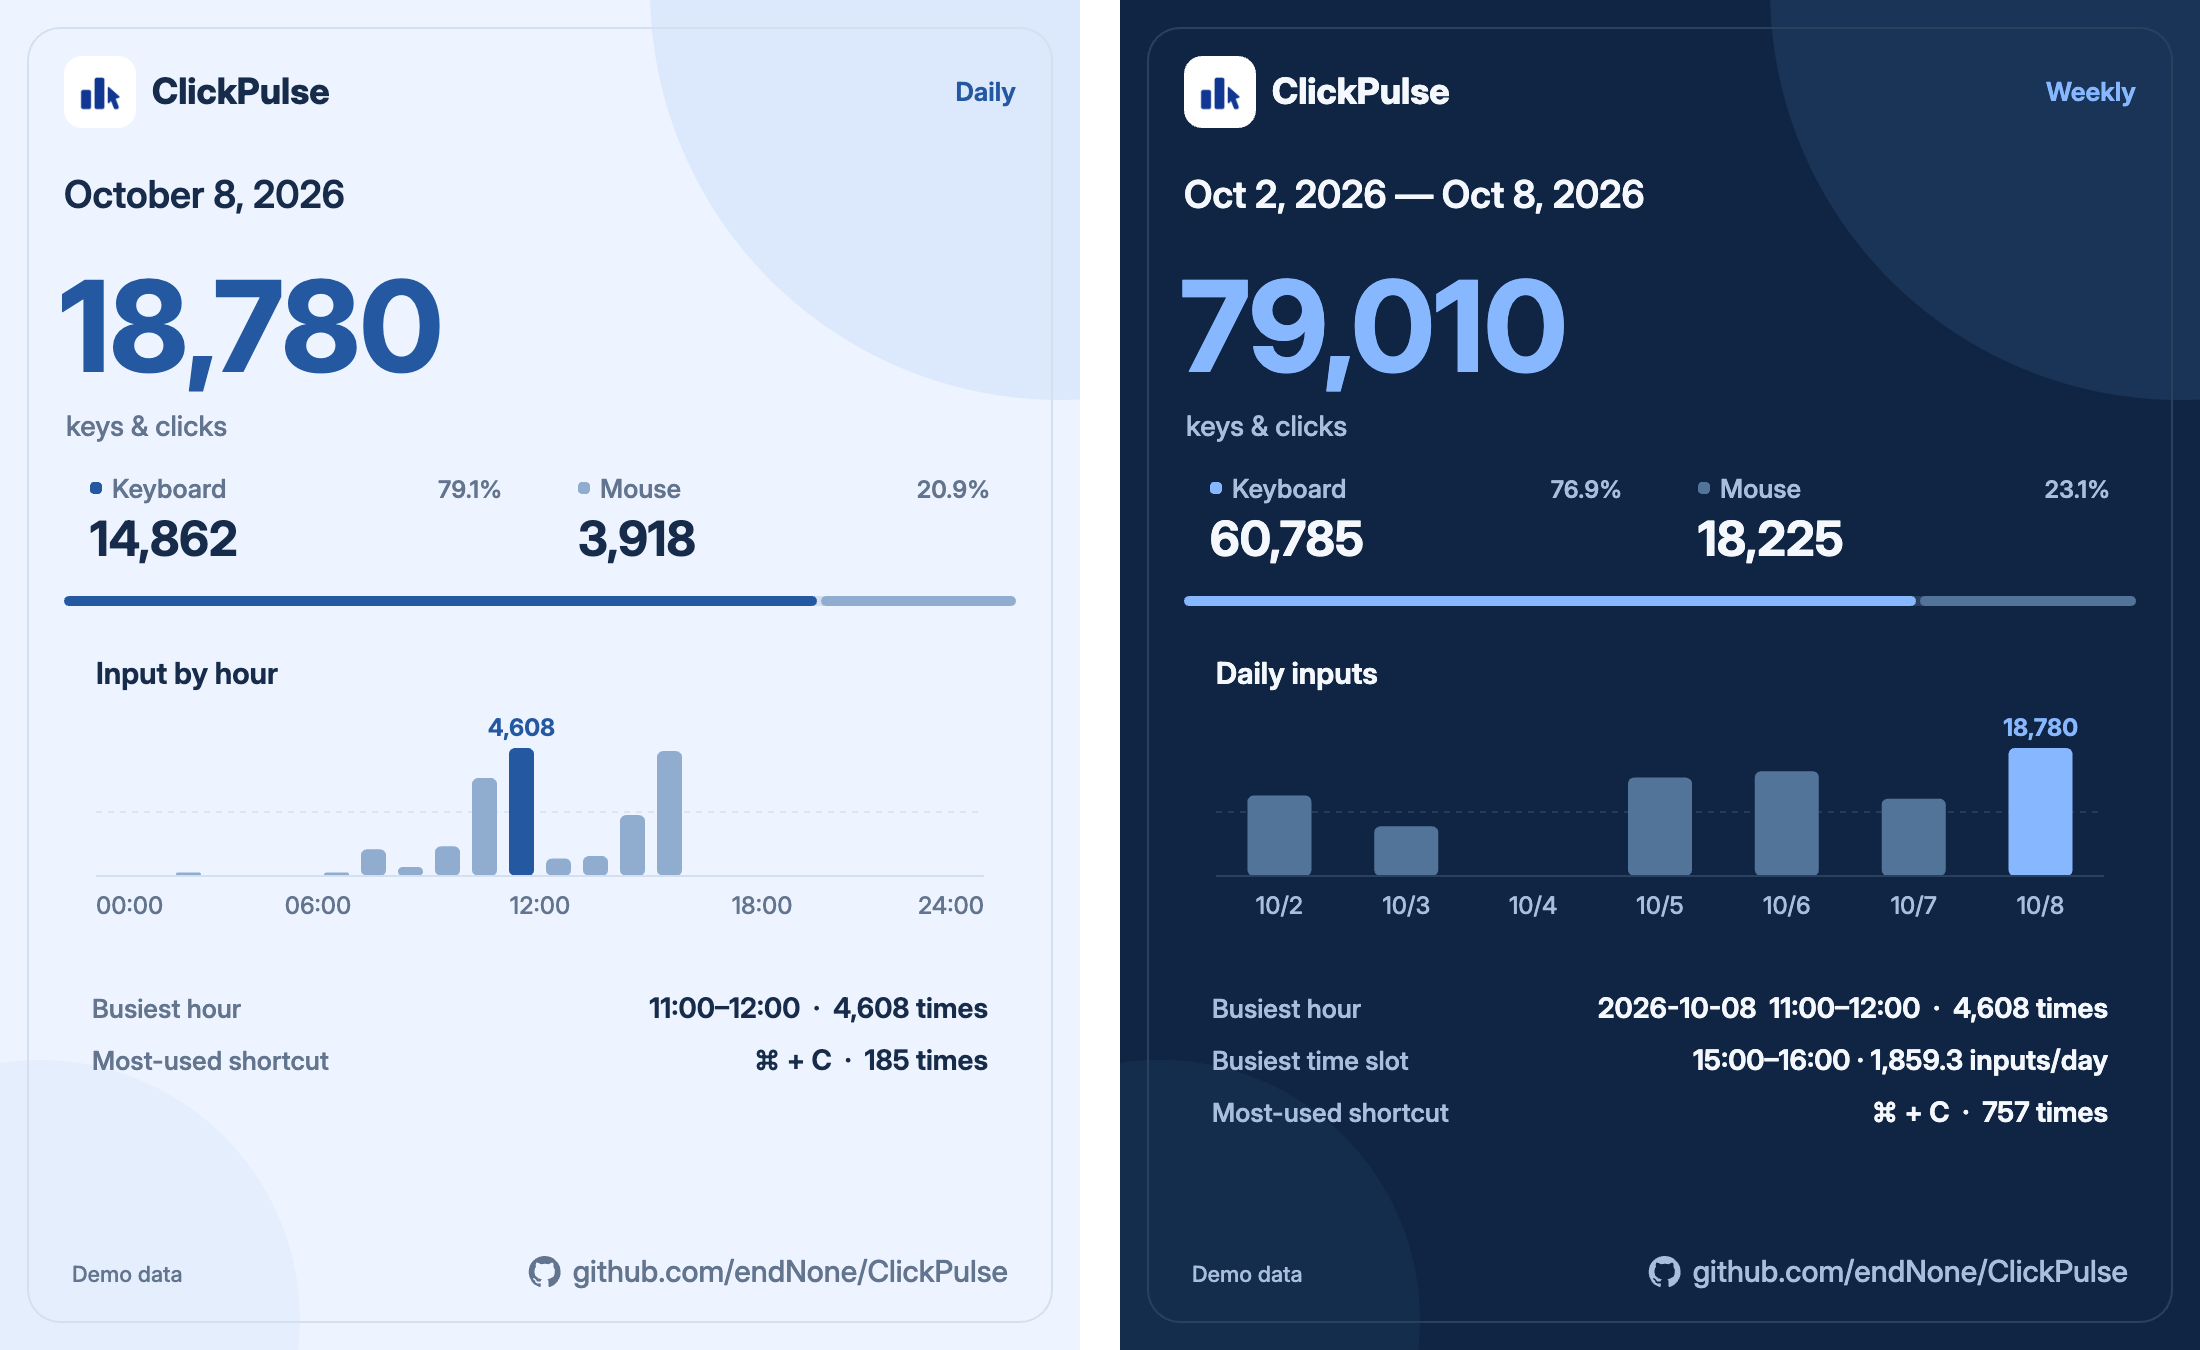 ClickPulse
Daily
October 8, 2026
18,780
keys & clicks
Keyboard 79.1%
14,862
Mouse 20.9%
3,918
Input by hour
4,608
00:00 06:00 12:00 18:00 24:00
Busiest hour 11:00–12:00 · 4,608 times
Most-used shortcut ⌘ + C · 185 times
Demo data
github.com/endNone/ClickPulse
ClickPulse
Weekly
Oct 2, 2026 — Oct 8, 2026
79,010
keys & clicks
Keyboard 76.9%
60,785
Mouse 23.1%
18,225
Daily inputs
18,780
10/2 10/3 10/4 10/5 10/6 10/7 10/8
Busiest hour 2026-10-08 11:00–12:00 · 4,608 times
Busiest time slot 15:00–16:00 · 1,859.3 inputs/day
Most-used shortcut ⌘ + C · 757 times
Demo data
github.com/endNone/ClickPulse